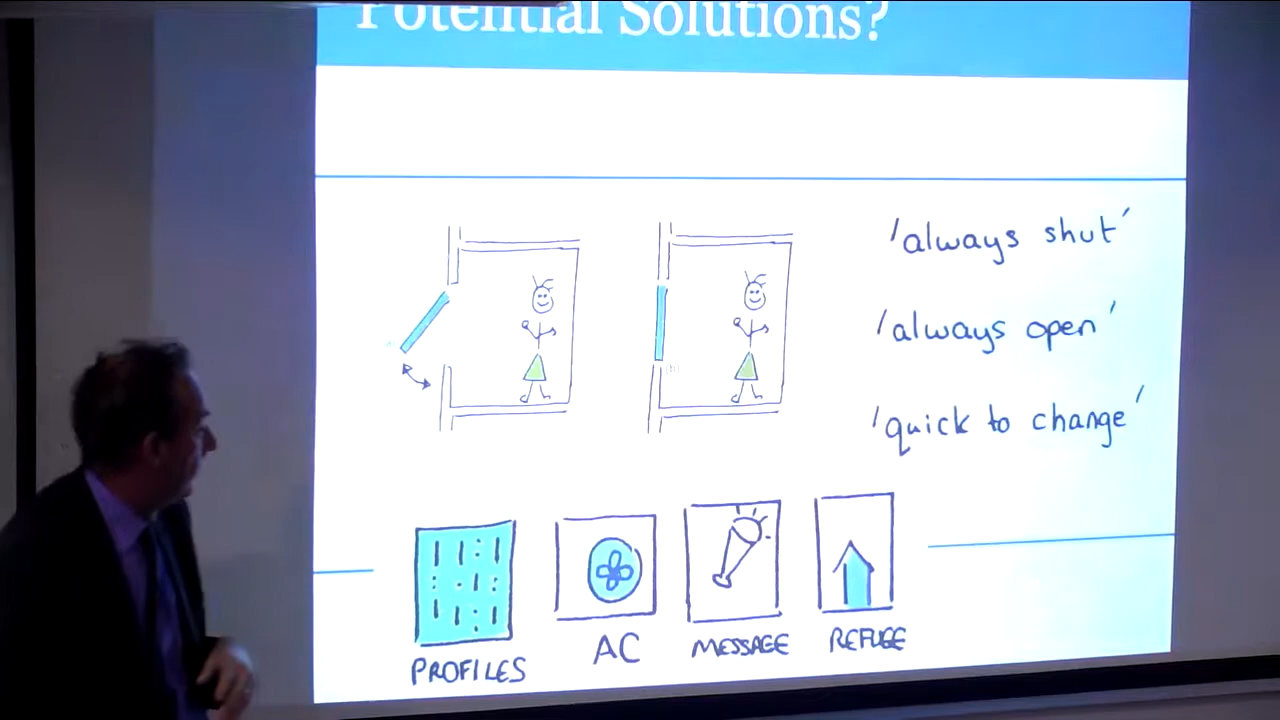 Potential Solutions?
'always shut'
'always open'
'quick to change'
(b)
PROFILES
AC
MESSAGE
REFUGE